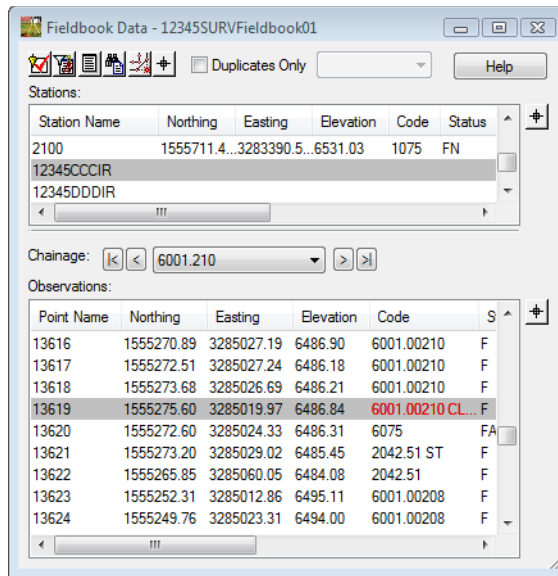 Fieldbook Data - 12345SURVFieldbook01
Duplicates Only Help
Stations:
Station Name Northing Easting Elevation Code Status
2100 1555711.4...3283390.5...6531.03 1075 FN
12345CCCIR
12345DDDIR
Chainage: |< < 6001.210 > >|
Observations:
Point Name Northing Easting Elevation Code S
13616 1555270.89 3285027.19 6486.90 6001.00210 F
13617 1555272.51 3285027.24 6486.18 6001.00210 F
13618 1555273.68 3285026.69 6486.21 6001.00210 F
13619 1555275.60 3285019.97 6486.84 6001.00210 CL... F
13620 1555272.60 3285024.33 6486.31 6075 FA
13621 1555273.20 3285029.02 6485.45 2042.51 ST F
13622 1555265.85 3285060.05 6484.08 2042.51 F
13623 1555252.31 3285012.86 6495.11 6001.00208 F
13624 1555249.76 3285023.31 6494.00 6001.00208 F